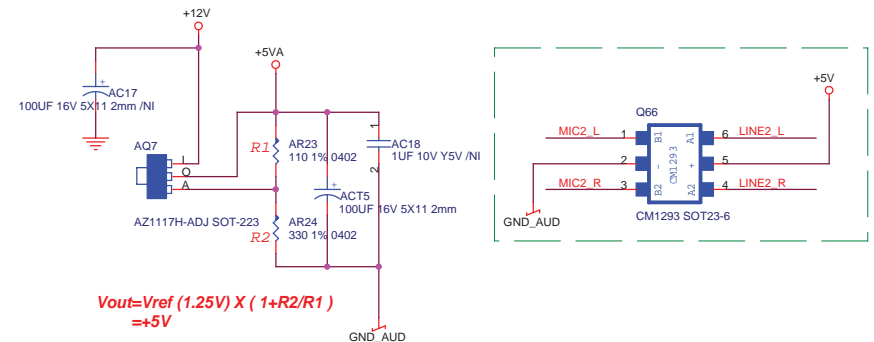 +12V
+5VA
AC17
100UF 16V 5X11 2mm /NI
AQ7
I
O
A
AZ1117H-ADJ SOT-223
R1
AR23
110 1% 0402
1
AC18
1UF 10V Y5V /NI
2
ACT5
100UF 16V 5X11 2mm
R2
AR24
330 1% 0402
Vout=Vref (1.25V) X ( 1+R2/R1 )
=+5V
GND_AUD
+5V
Q66
MIC2_L
1
B1
A1
6
LINE2_L
2
-
CM1293
+
5
MIC2_R
3
B2
A2
4
LINE2_R
GND_AUD
CM1293 SOT23-6